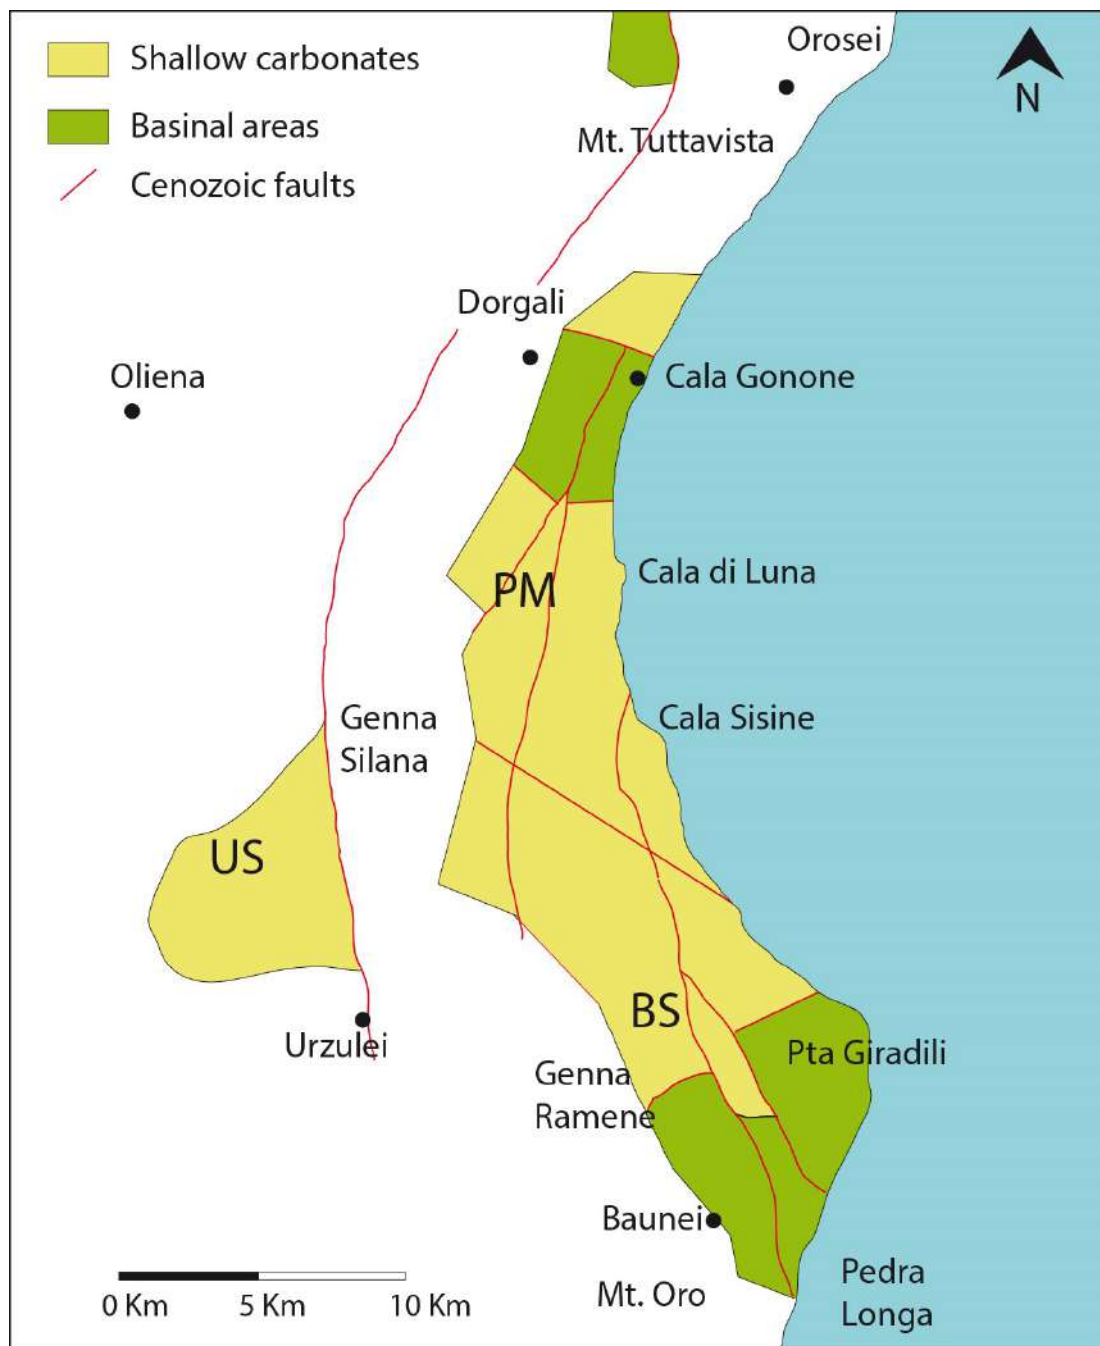 Shallow carbonates
Basinal areas
Cenozoic faults
Orosei
N
Mt. Tuttavista
Dorgali
Oliena
Cala Gonone
PM
Cala di Luna
Genna
Silana
Cala Sisine
US
BS
Urzulei
Pta Giradili
Genna
Ramene
Baunei
Mt. Oro
Pedra
Longa
0 Km 5 Km 10 Km